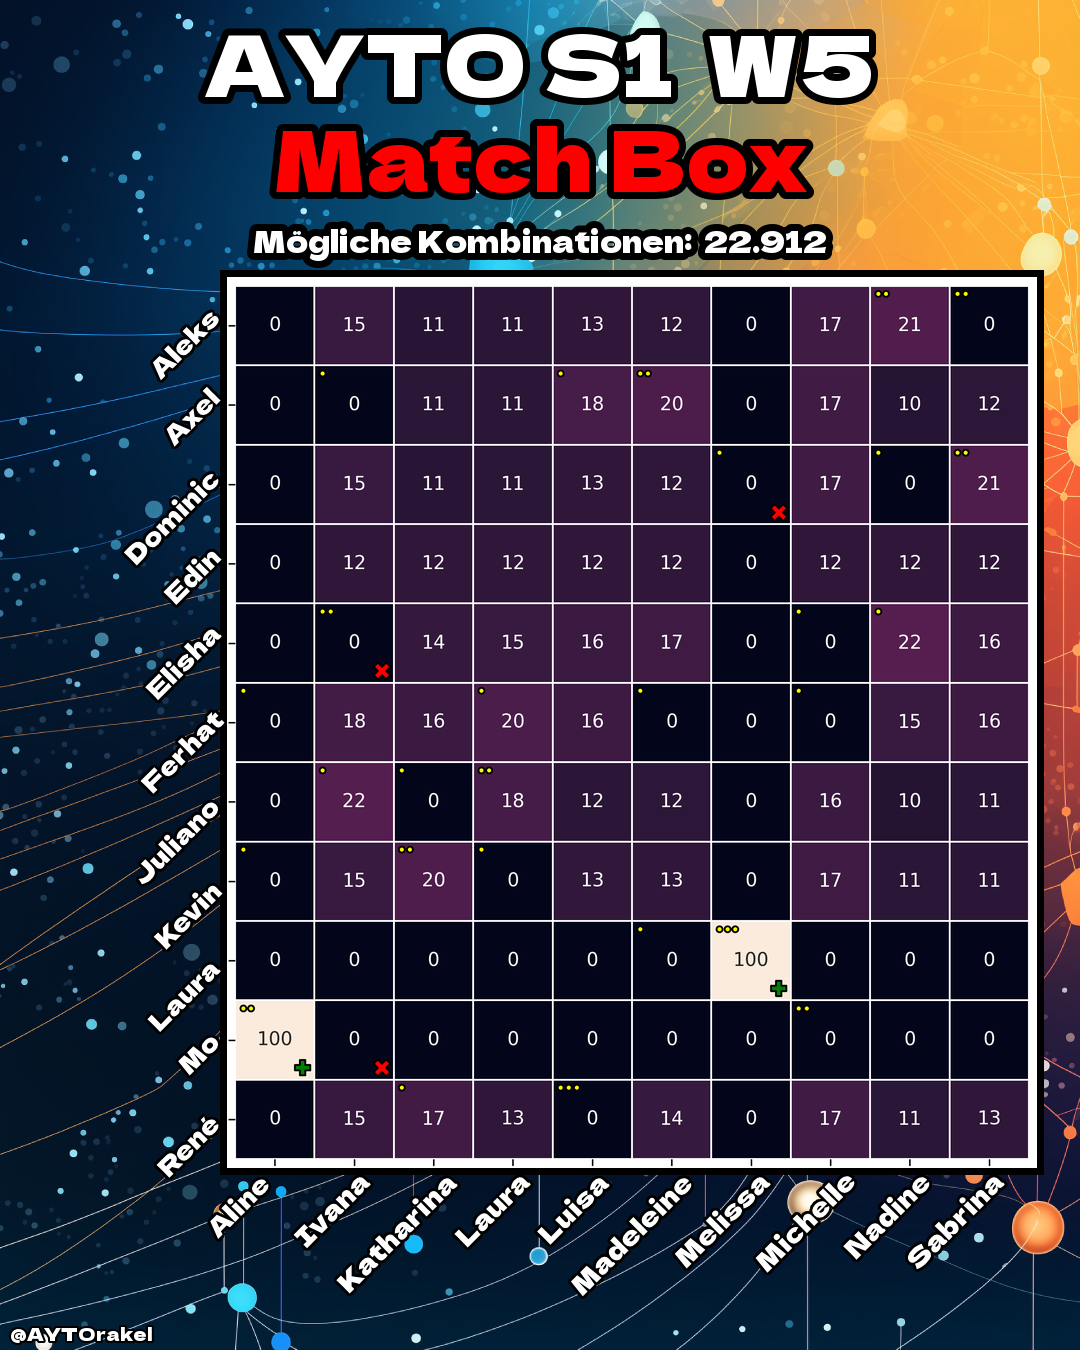 AYTO S1 W5
MatchBox
Mögliche Kombinationen: 22.912
Aleks 0 15 11 11 13 12 0 17 21 0
Axel 0 0 11 11 18 20 0 17 10 12
Dominic 0 15 11 11 13 12 0 17 0 21
Edin 0 12 12 12 12 12 0 12 12 12
Elisha 0 0 14 15 16 17 0 0 22 16
Ferhat 0 18 16 20 16 0 0 0 15 16
Juliano 0 22 0 18 12 12 0 16 10 11
Kevin 0 15 20 0 13 13 0 17 11 11
Laura 0 0 0 0 0 0 100 0 0 0
Mo 100 0 0 0 0 0 0 0 0 0
René 0 15 17 13 0 14 0 17 11 13
Aline Ivana Katharina Laura Luisa Madeleine Melissa Michelle Nadine Sabrina
@AYTOrakel